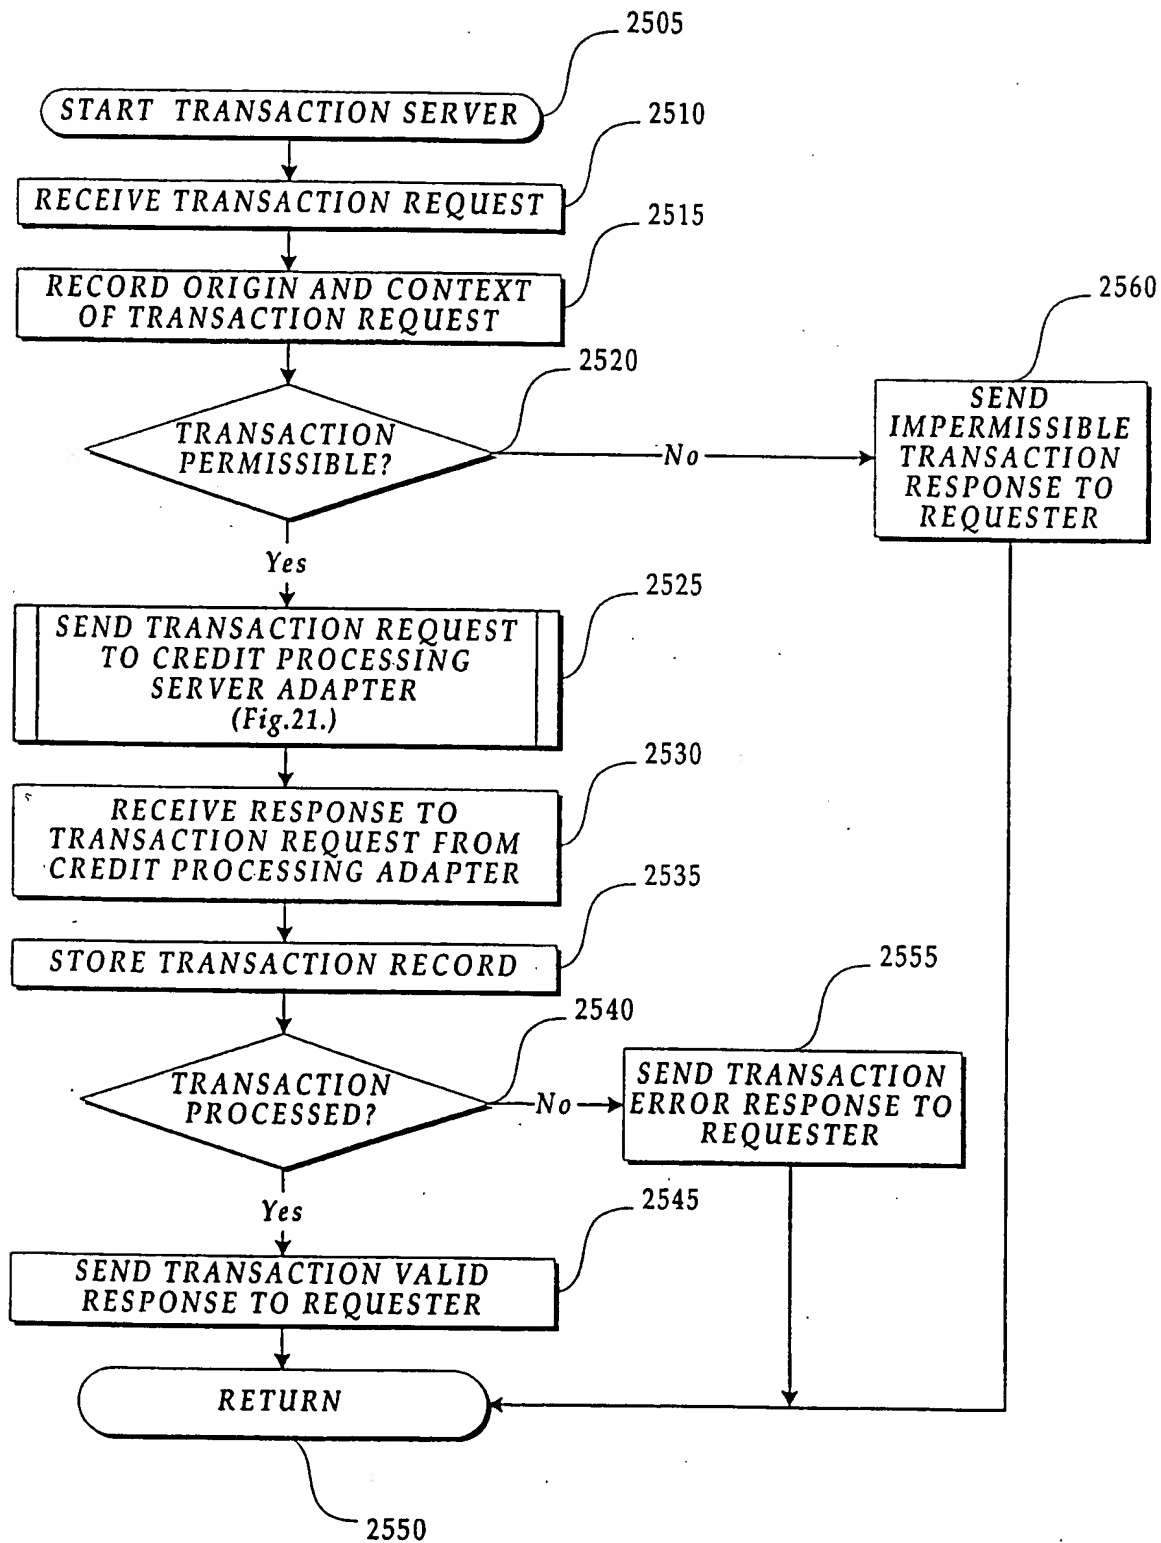 2505
START TRANSACTION SERVER
2510
RECEIVE TRANSACTION REQUEST
2515
RECORD ORIGIN AND CONTEXT
OF TRANSACTION REQUEST
2560
2520
TRANSACTION
PERMISSIBLE?
No
SEND
IMPERMISSIBLE
TRANSACTION
RESPONSE TO
REQUESTER
Yes
2525
SEND TRANSACTION REQUEST
TO CREDIT PROCESSING
SERVER ADAPTER
(Fig.21.)
2530
RECEIVE RESPONSE TO
TRANSACTION REQUEST FROM
CREDIT PROCESSING ADAPTER
2535
STORE TRANSACTION RECORD
2555
2540
TRANSACTION
PROCESSED?
No
SEND TRANSACTION
ERROR RESPONSE TO
REQUESTER
Yes
2545
SEND TRANSACTION VALID
RESPONSE TO REQUESTER
RETURN
2550